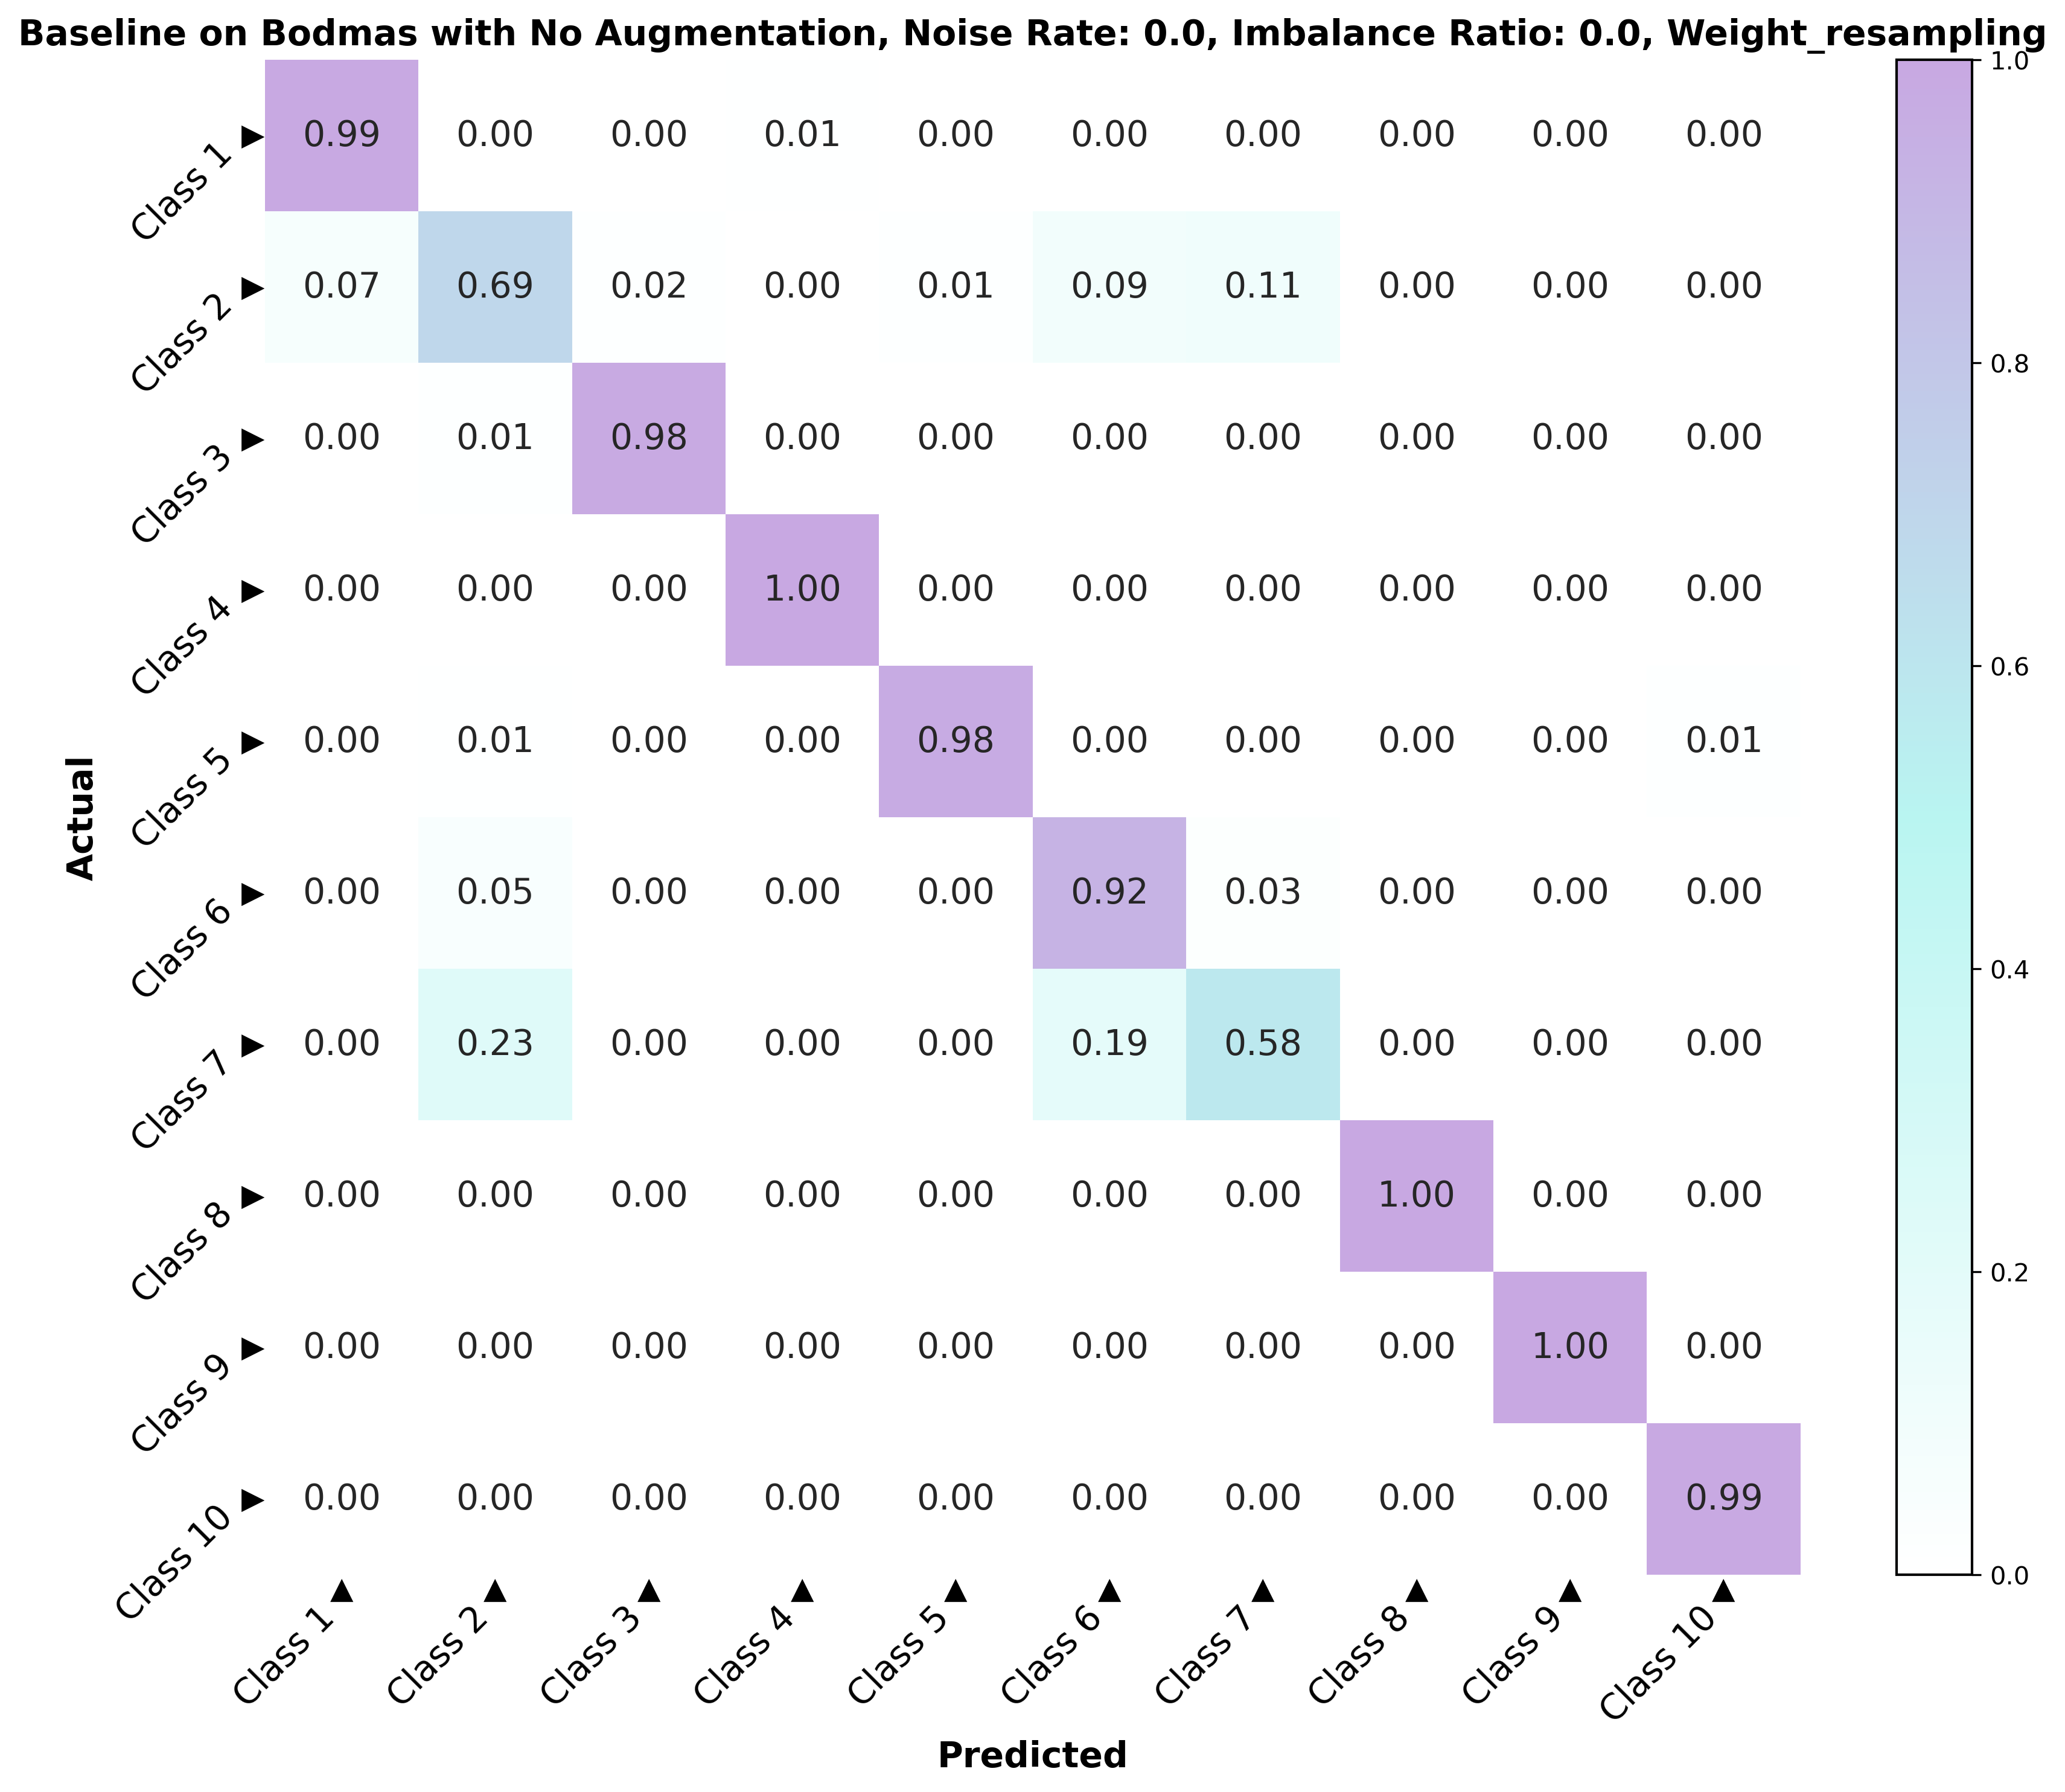 Baseline on Bodmas with No Augmentation, Noise Rate: 0.0, Imbalance Ratio: 0.0, Weight_resampling
Actual
Class 1 ▶ 0.99 0.00 0.00 0.01 0.00 0.00 0.00 0.00 0.00 0.00
Class 2 ▶ 0.07 0.69 0.02 0.00 0.01 0.09 0.11 0.00 0.00 0.00
Class 3 ▶ 0.00 0.01 0.98 0.00 0.00 0.00 0.00 0.00 0.00 0.00
Class 4 ▶ 0.00 0.00 0.00 1.00 0.00 0.00 0.00 0.00 0.00 0.00
Class 5 ▶ 0.00 0.01 0.00 0.00 0.98 0.00 0.00 0.00 0.00 0.01
Class 6 ▶ 0.00 0.05 0.00 0.00 0.00 0.92 0.03 0.00 0.00 0.00
Class 7 ▶ 0.00 0.23 0.00 0.00 0.00 0.19 0.58 0.00 0.00 0.00
Class 8 ▶ 0.00 0.00 0.00 0.00 0.00 0.00 0.00 1.00 0.00 0.00
Class 9 ▶ 0.00 0.00 0.00 0.00 0.00 0.00 0.00 0.00 1.00 0.00
Class 10 ▶ 0.00 0.00 0.00 0.00 0.00 0.00 0.00 0.00 0.00 0.99
Class 1 ▶ Class 2 ▶ Class 3 ▶ Class 4 ▶ Class 5 ▶ Class 6 ▶ Class 7 ▶ Class 8 ▶ Class 9 ▶ Class 10 ▶
Predicted
1.0
0.8
0.6
0.4
0.2
0.0